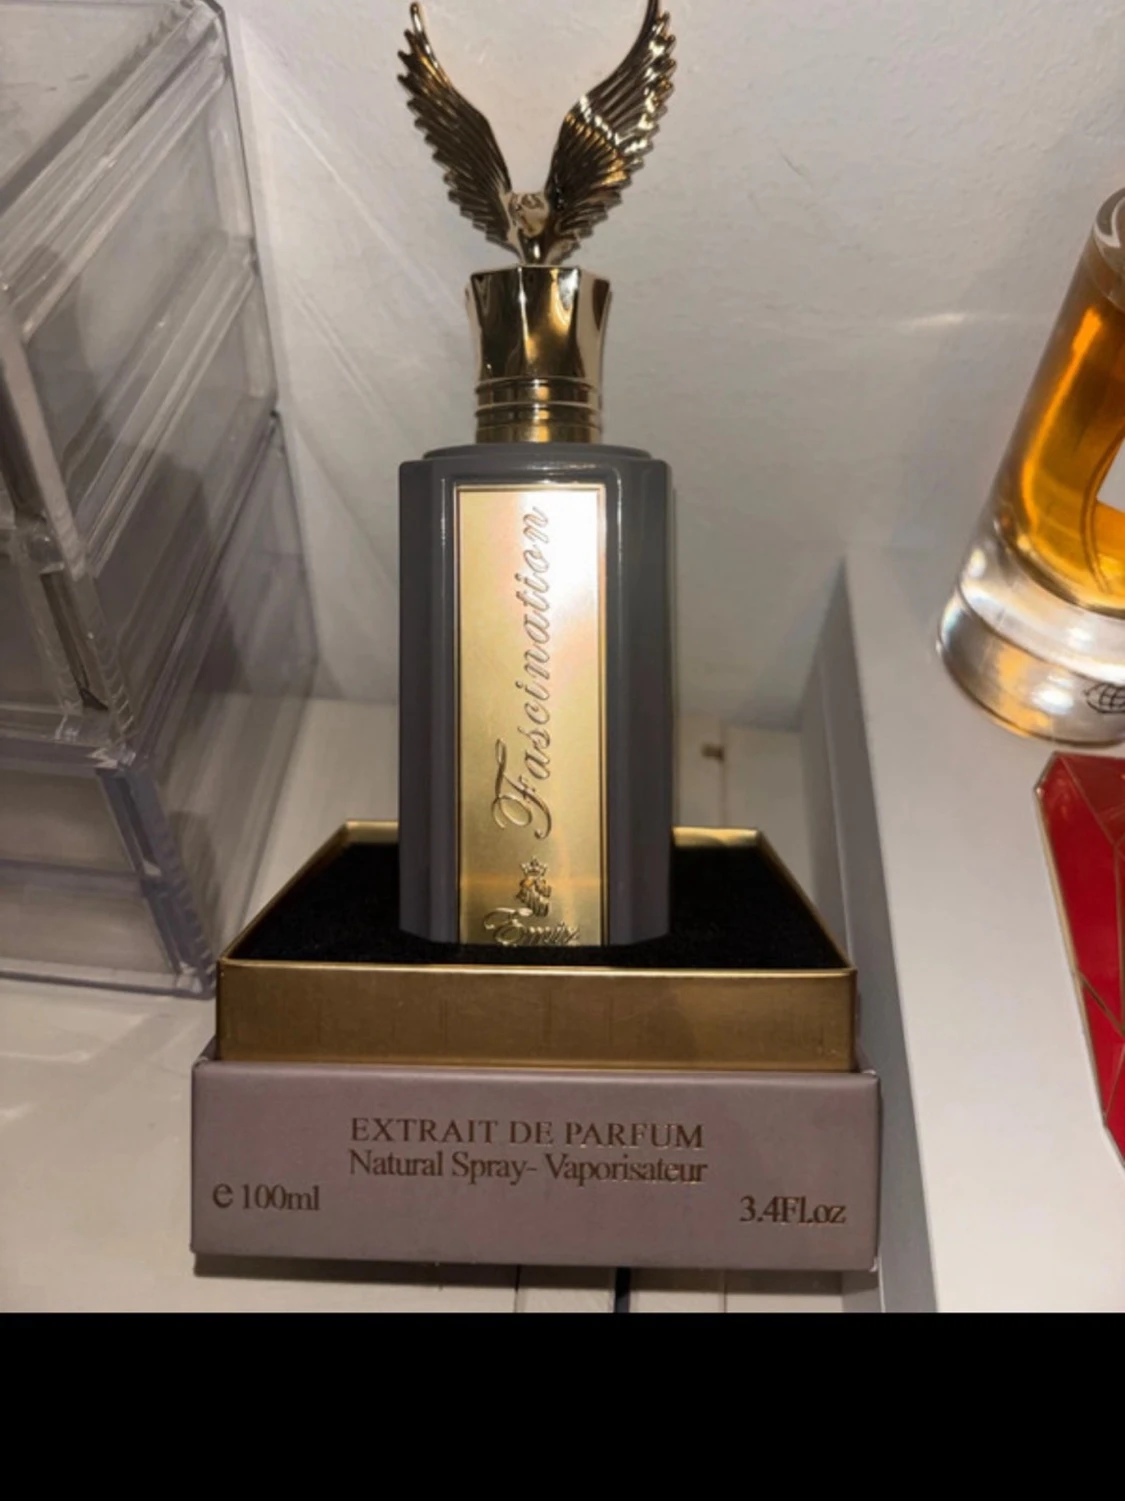 Fascination
Emir
EXTRAIT DE PARFUM
Natural Spray- Vaporisateur
e 100ml
3.4Fl.oz